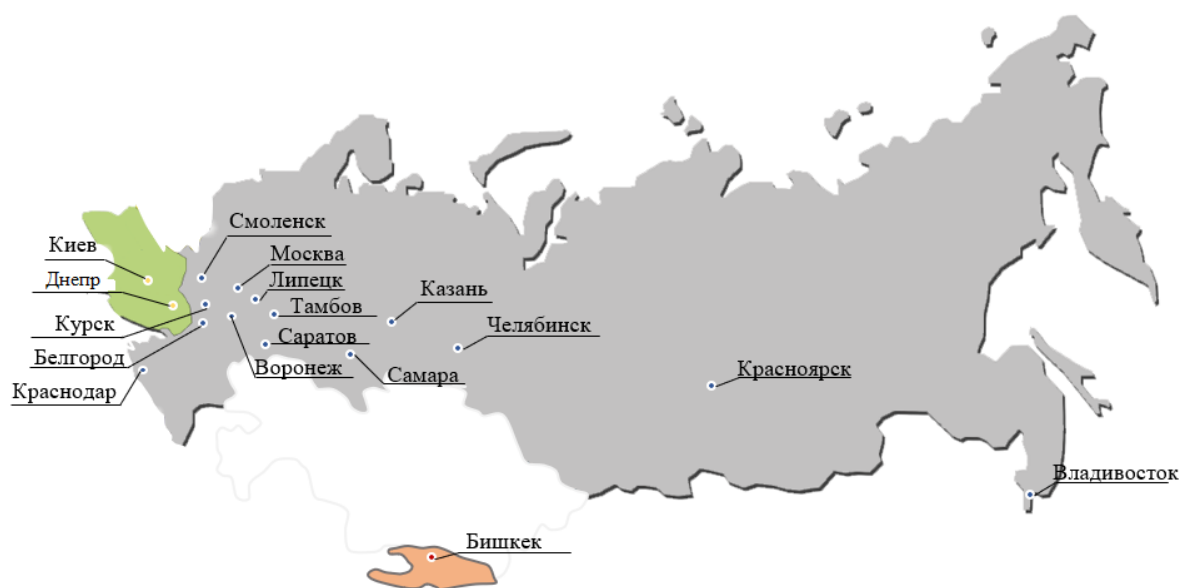 Смоленск
Киев
Москва
Днепр
Липецк
Казань
Тамбов
Курск
Челябинск
Саратов
Белгород
Воронеж
Самара
Красноярск
Краснодар
Владивосток
Бишкек